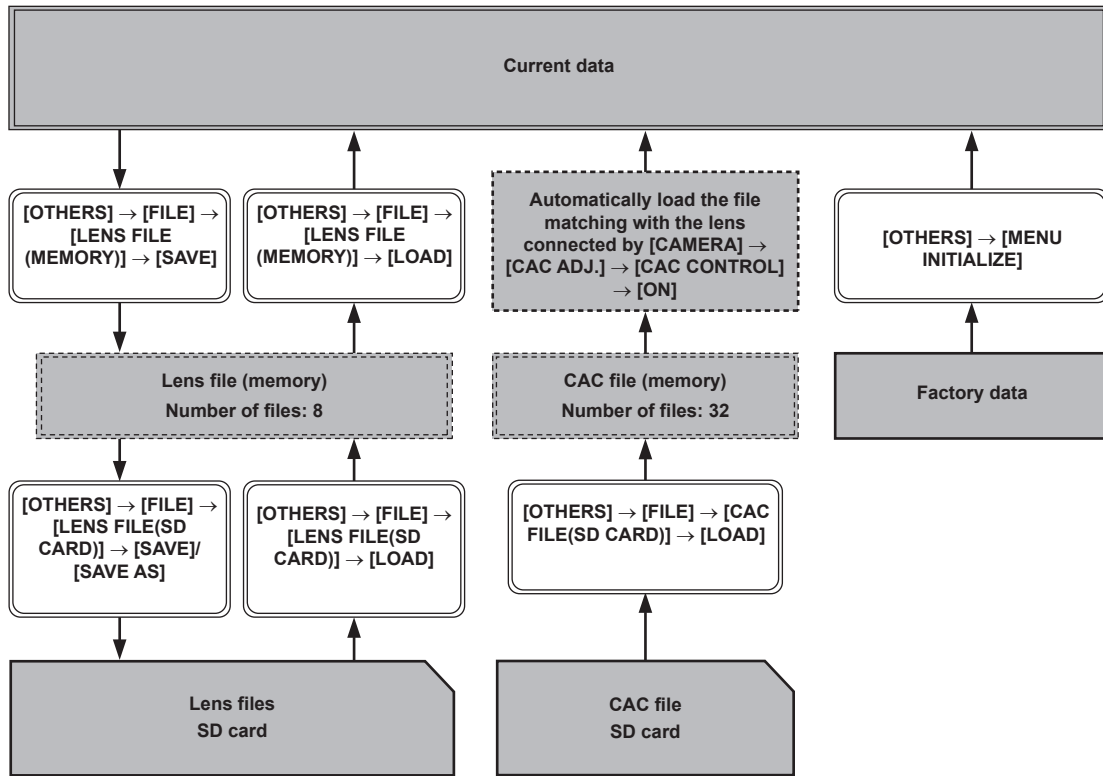 Current data
[OTHERS] → [FILE] →
[LENS FILE
(MEMORY)] → [SAVE]
[OTHERS] → [FILE] →
[LENS FILE
(MEMORY)] → [LOAD]
Automatically load the file
matching with the lens
connected by [CAMERA] →
[CAC ADJ.] → [CAC CONTROL]
→ [ON]
[OTHERS] → [MENU
INITIALIZE]
Lens file (memory)
Number of files: 8
CAC file (memory)
Number of files: 32
Factory data
[OTHERS] → [FILE] →
[LENS FILE(SD
CARD)] → [SAVE]/
[SAVE AS]
[OTHERS] → [FILE] →
[LENS FILE(SD
CARD)] → [LOAD]
[OTHERS] → [FILE] → [CAC
FILE(SD CARD)] → [LOAD]
Lens files
SD card
CAC file
SD card